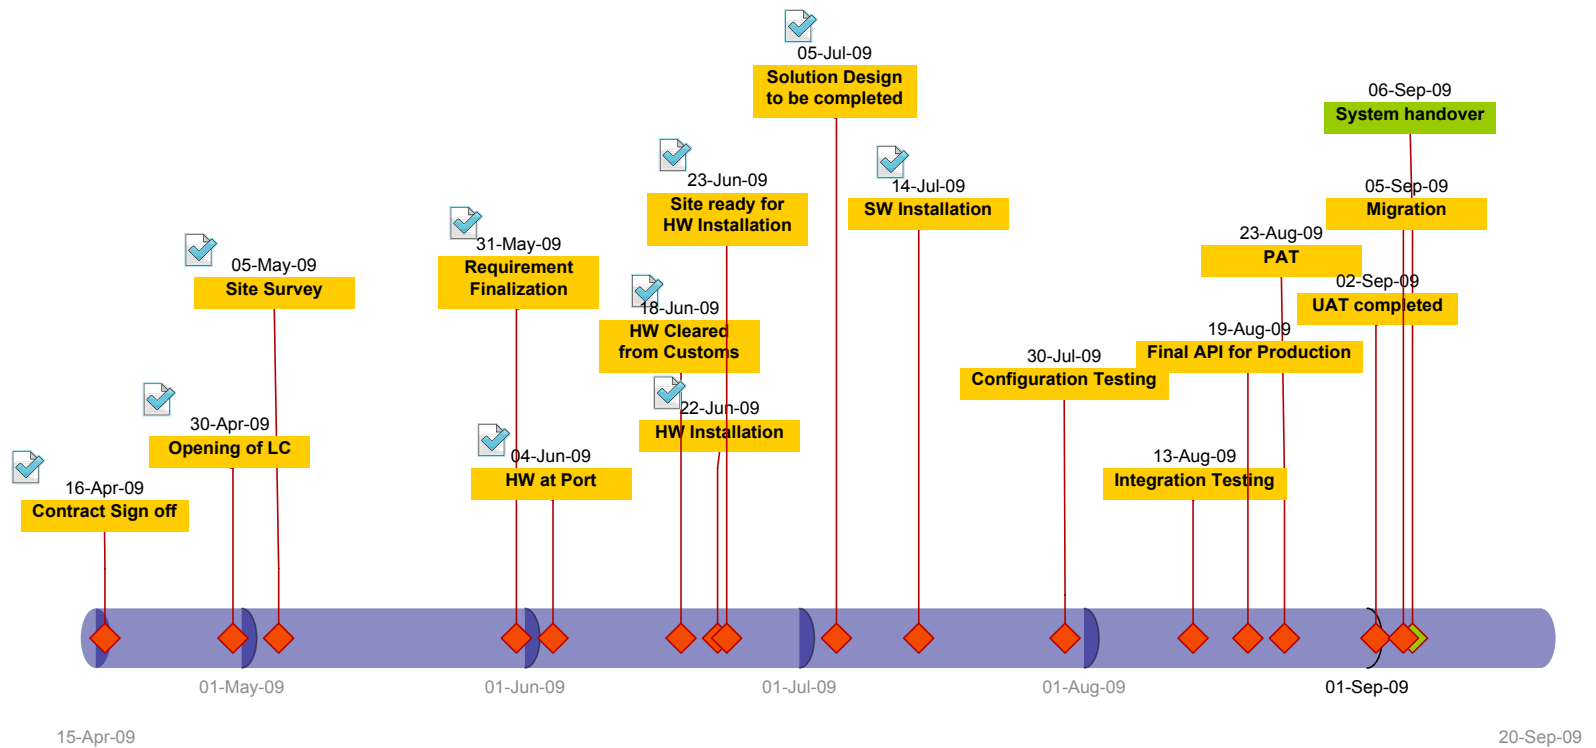 05-Jul-09
Solution Design
to be completed
06-Sep-09
System handover
23-Jun-09
Site ready for
HW Installation
14-Jul-09
SW Installation
05-Sep-09
Migration
31-May-09
Requirement
Finalization
05-May-09
Site Survey
23-Aug-09
PAT
02-Sep-09
UAT completed
18-Jun-09
HW Cleared
from Customs
19-Aug-09
Final API for Production
30-Jul-09
Configuration Testing
30-Apr-09
Opening of LC
22-Jun-09
HW Installation
04-Jun-09
HW at Port
13-Aug-09
Integration Testing
16-Apr-09
Contract Sign off
01-May-09
01-Jun-09
01-Jul-09
01-Aug-09
01-Sep-09
15-Apr-09
20-Sep-09